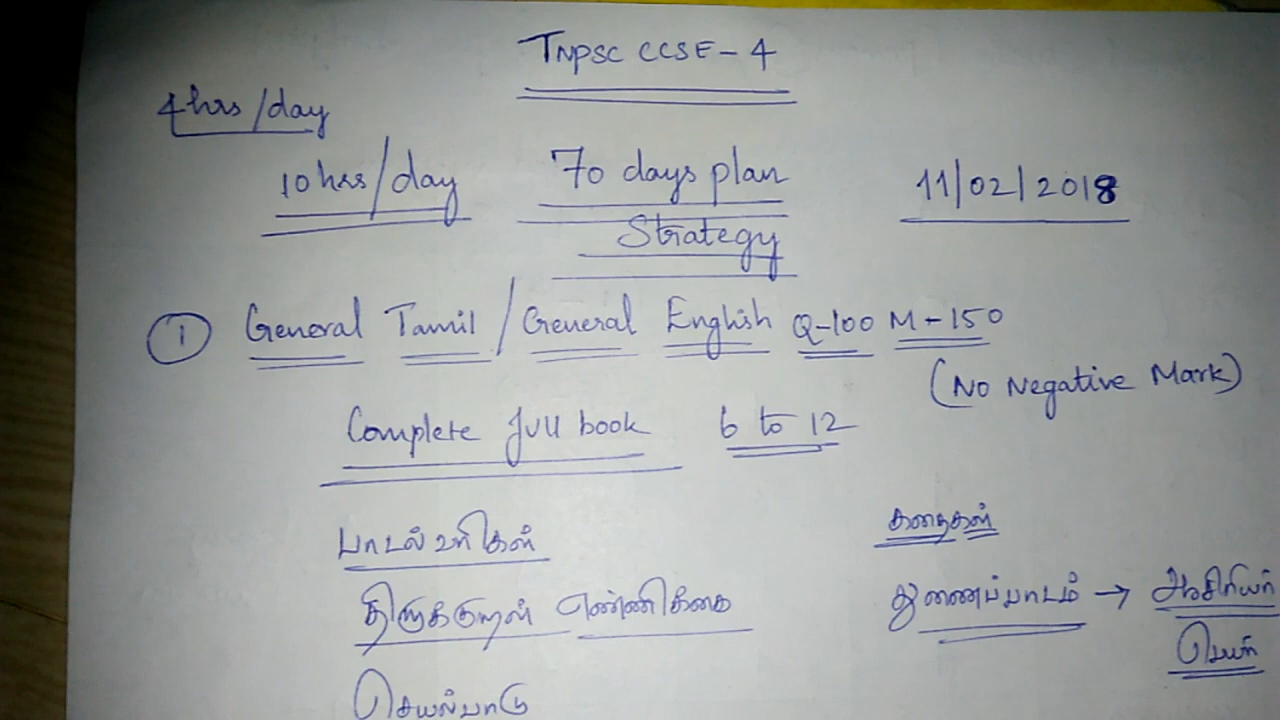 TNPSC CCSE-4
4hrs/day
10hrs/day 70 days plan 11/02/2018
Strategy
① General Tamil / General English Q-100 M-150
(No Negative Mark)
Complete full book 6 to 12
பாடல் வரிகள் கதைகள்
திருக்குறள் எண்ணிக்கை துணைப்பாடம் → ஆசிரியர்
பெயர்
செயல்பாடு